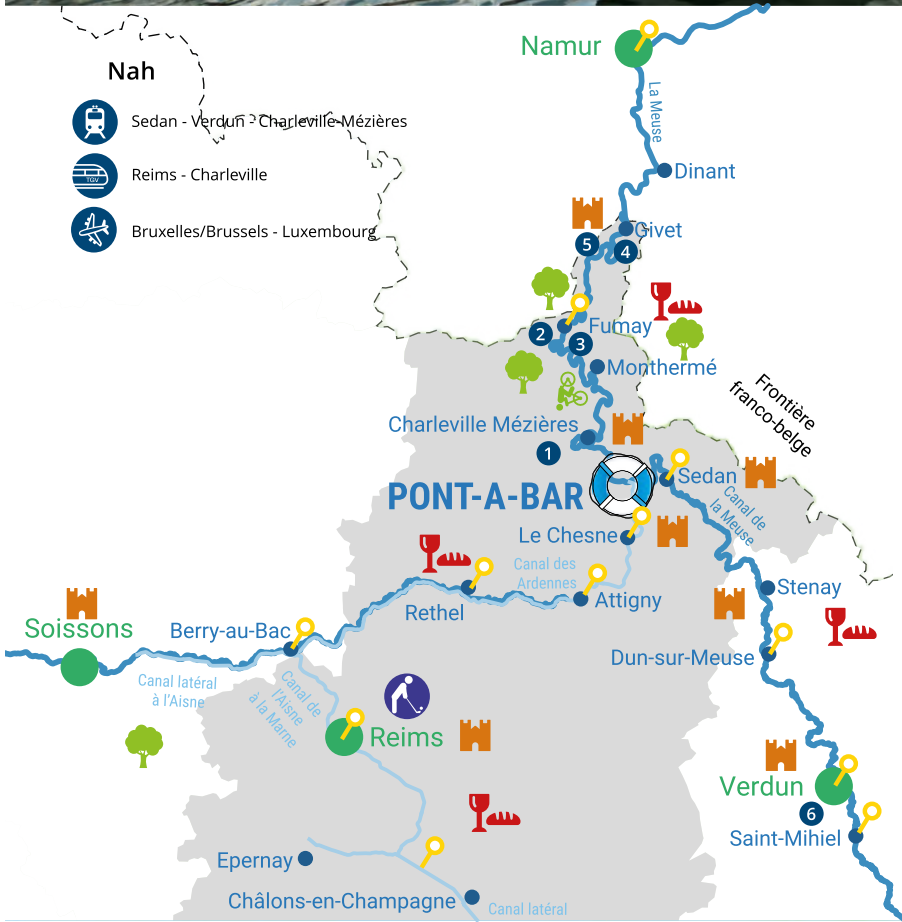 Nah
Sedan - Verdun - Charleville-Mézières
TGV
Reims - Charleville
Bruxelles/Brussels - Luxembourg
Namur
La Meuse
Dinant
Givet
5
4
Fumay
2
3
Monthermé
Frontière
franco-belge
Charleville Mézières
1
Sedan
PONT-A-BAR
Canal de
la Meuse
Le Chesne
Canal des
Ardennes
Attigny
Rethel
Stenay
Soissons
Berry-au-Bac
Dun-sur-Meuse
Canal latéral
à l'Aisne
Canal de
l'Aisne
à la Marne
Reims
Verdun
6
Saint-Mihiel
Epernay
Châlons-en-Champagne
Canal latéral